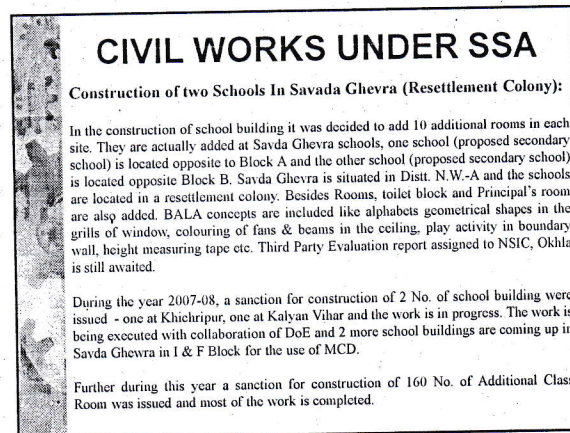 CIVIL WORKS UNDER SSA
Construction of two Schools In Savada Ghevra (Resettlement Colony):
In the construction of school building it was decided to add 10 additional rooms in each
site. They are actually added at Savda Ghevra schools, one school (proposed secondary
school) is located opposite to Block A and the other school (proposed secondary school)
is located opposite Block B. Savda Ghevra is situated in Distt. N.W.-A and the schools
are located in a resettlement colony. Besides Rooms, toilet block and Principal's room
are also added. BALA concepts are included like alphabets geometrical shapes in the
grills of window, colouring of fans & beams in the ceiling, play activity in boundary
wall, height measuring tape etc. Third Party Evaluation report assigned to NSIC, Okhla
is still awaited.
During the year 2007-08, a sanction for construction of 2 No. of school building were
issued - one at Khichripur, one at Kalyan Vihar and the work is in progress. The work is
being executed with collaboration of DoE and 2 more school buildings are coming up in
Savda Ghewra in I & F Block for the use of MCD.
Further during this year a sanction for construction of 160 No. of Additional Class
Room was issued and most of the work is completed.